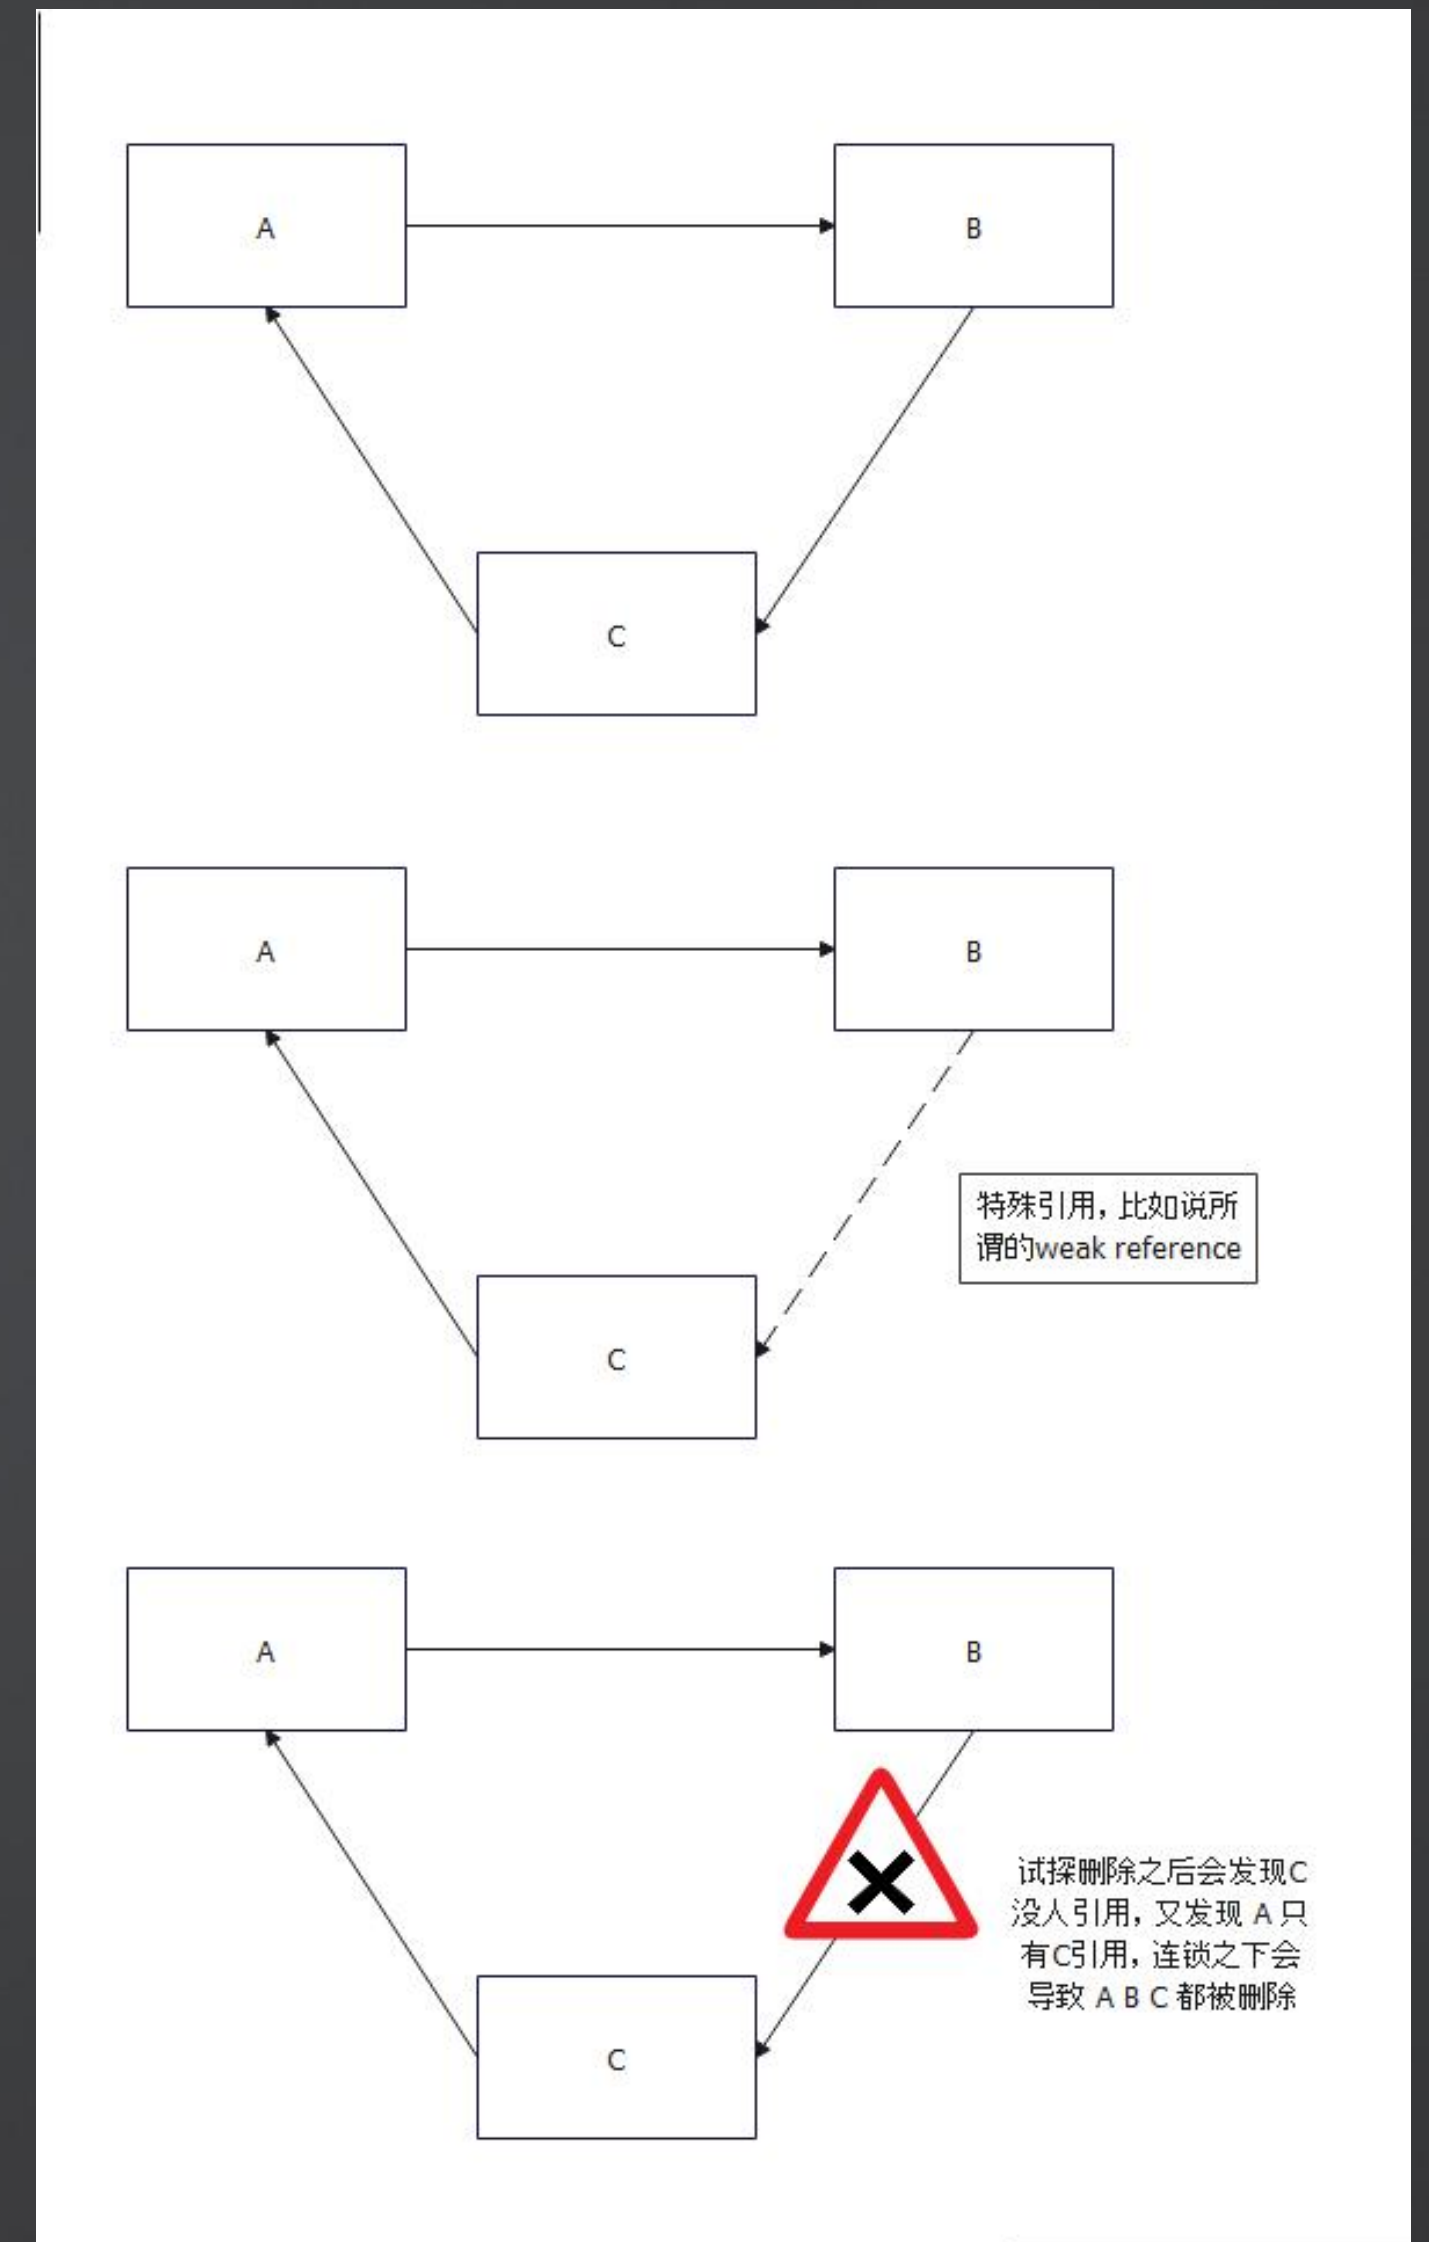 A
B
C
A
B
特殊引用，比如说所
谓的weak reference
C
A
B
试探删除之后会发现C
没人引用，又发现 A 只
有C引用，连锁之下会
导致 A B C 都被删除
C